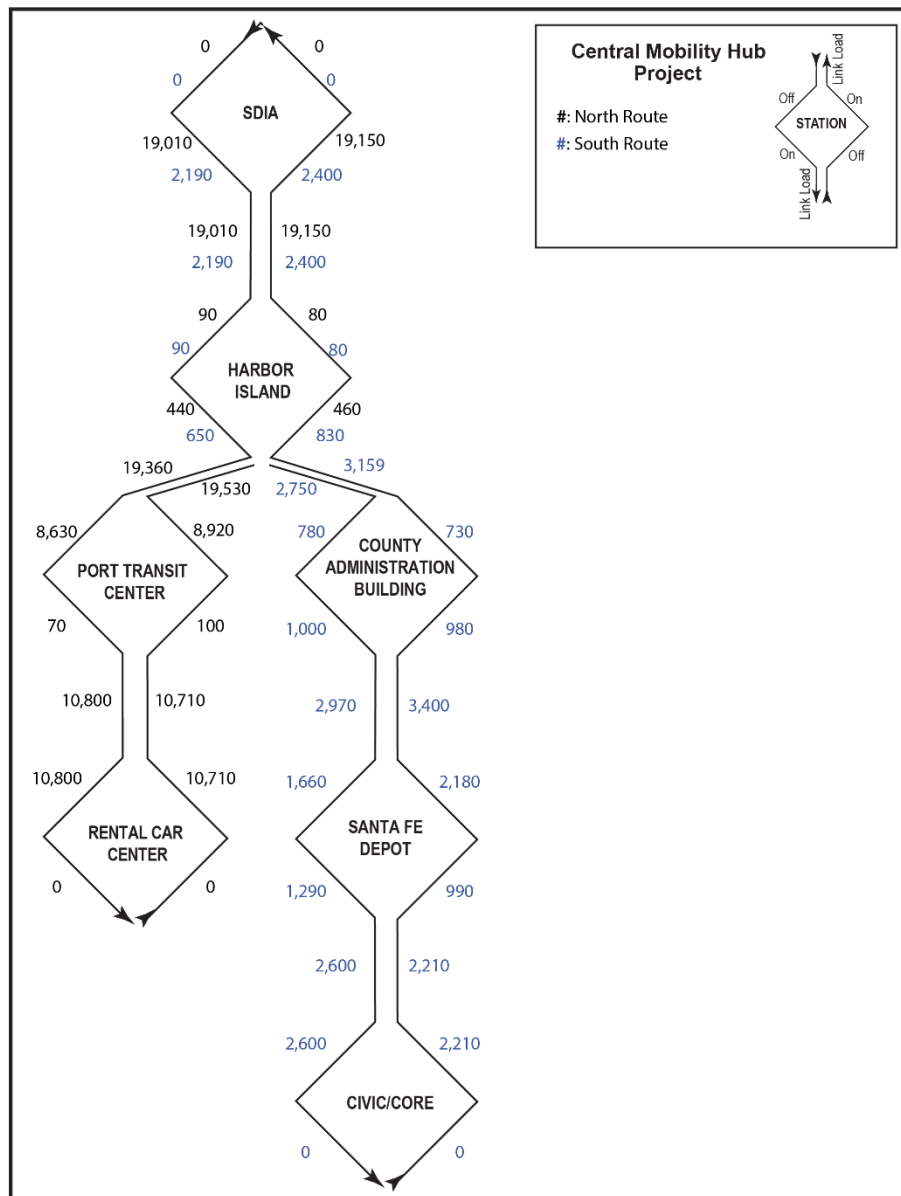 Central Mobility Hub
Project
#: North Route
#: South Route
Link Load
Off
On
STATION
On
Off
Link Load
0
0
0
0
SDIA
19,010
19,150
2,190
2,400
19,010
19,150
2,190
2,400
90
80
90
80
HARBOR
ISLAND
440
460
650
830
19,360
3,159
19,530
2,750
8,630
8,920
780
730
PORT TRANSIT
CENTER
COUNTY
ADMINISTRATION
BUILDING
70
100
1,000
980
10,800
10,710
2,970
3,400
10,800
10,710
1,660
2,180
RENTAL CAR
CENTER
SANTA FE
DEPOT
0
0
1,290
990
2,600
2,210
2,600
2,210
CIVIC/CORE
0
0